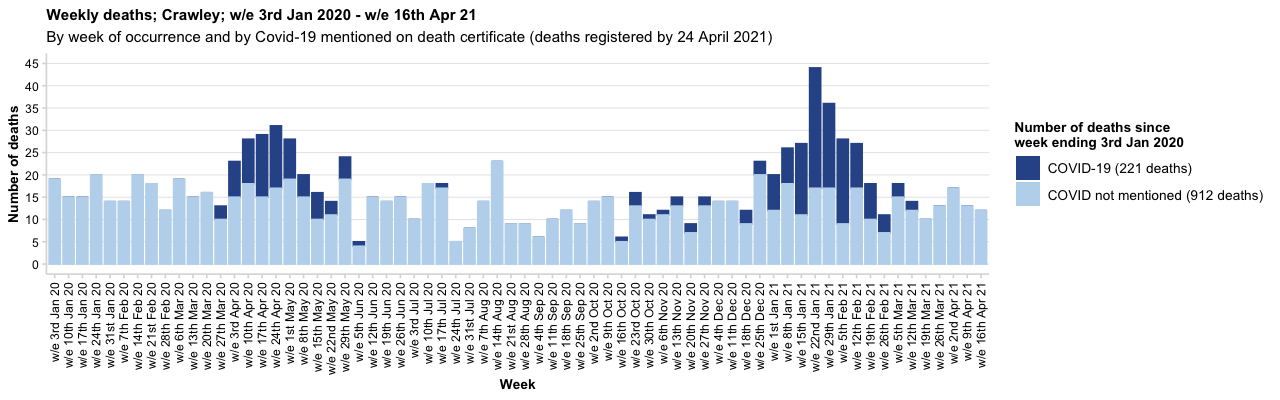 Weekly deaths; Crawley; w/e 3rd Jan 2020 - w/e 16th Apr 21
By week of occurrence and by Covid-19 mentioned on death certificate (deaths registered by 24 April 2021)
Number of deaths
45
40
35
30
25
20
15
10
5
0
w/e 3rd Jan 20
w/e 10th Jan 20
w/e 17th Jan 20
w/e 24th Jan 20
w/e 31st Jan 20
w/e 7th Feb 20
w/e 14th Feb 20
w/e 21st Feb 20
w/e 28th Feb 20
w/e 6th Mar 20
w/e 13th Mar 20
w/e 20th Mar 20
w/e 27th Mar 20
w/e 3rd Apr 20
w/e 10th Apr 20
w/e 17th Apr 20
w/e 24th Apr 20
w/e 1st May 20
w/e 8th May 20
w/e 15th May 20
w/e 22nd May 20
w/e 29th May 20
w/e 5th Jun 20
w/e 12th Jun 20
w/e 19th Jun 20
w/e 26th Jun 20
w/e 3rd Jul 20
w/e 10th Jul 20
w/e 17th Jul 20
w/e 24th Jul 20
w/e 31st Jul 20
w/e 7th Aug 20
w/e 14th Aug 20
w/e 21st Aug 20
w/e 28th Aug 20
w/e 4th Sep 20
w/e 11th Sep 20
w/e 18th Sep 20
w/e 25th Sep 20
w/e 2nd Oct 20
w/e 9th Oct 20
w/e 16th Oct 20
w/e 23rd Oct 20
w/e 30th Oct 20
w/e 6th Nov 20
w/e 13th Nov 20
w/e 20th Nov 20
w/e 27th Nov 20
w/e 4th Dec 20
w/e 11th Dec 20
w/e 18th Dec 20
w/e 25th Dec 20
w/e 1st Jan 21
w/e 8th Jan 21
w/e 15th Jan 21
w/e 22nd Jan 21
w/e 29th Jan 21
w/e 5th Feb 21
w/e 12th Feb 21
w/e 19th Feb 21
w/e 26th Feb 21
w/e 5th Mar 21
w/e 12th Mar 21
w/e 19th Mar 21
w/e 26th Mar 21
w/e 2nd Apr 21
w/e 9th Apr 21
w/e 16th Apr 21
Week
Number of deaths since
week ending 3rd Jan 2020
COVID-19 (221 deaths)
COVID not mentioned (912 deaths)